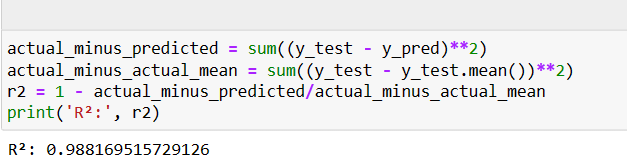 actual_minus_predicted = sum((y_test - y_pred)**2)
actual_minus_actual_mean = sum((y_test - y_test.mean())**2)
r2 = 1 - actual_minus_predicted/actual_minus_actual_mean
print('R²:', r2)
R²: 0.988169515729126